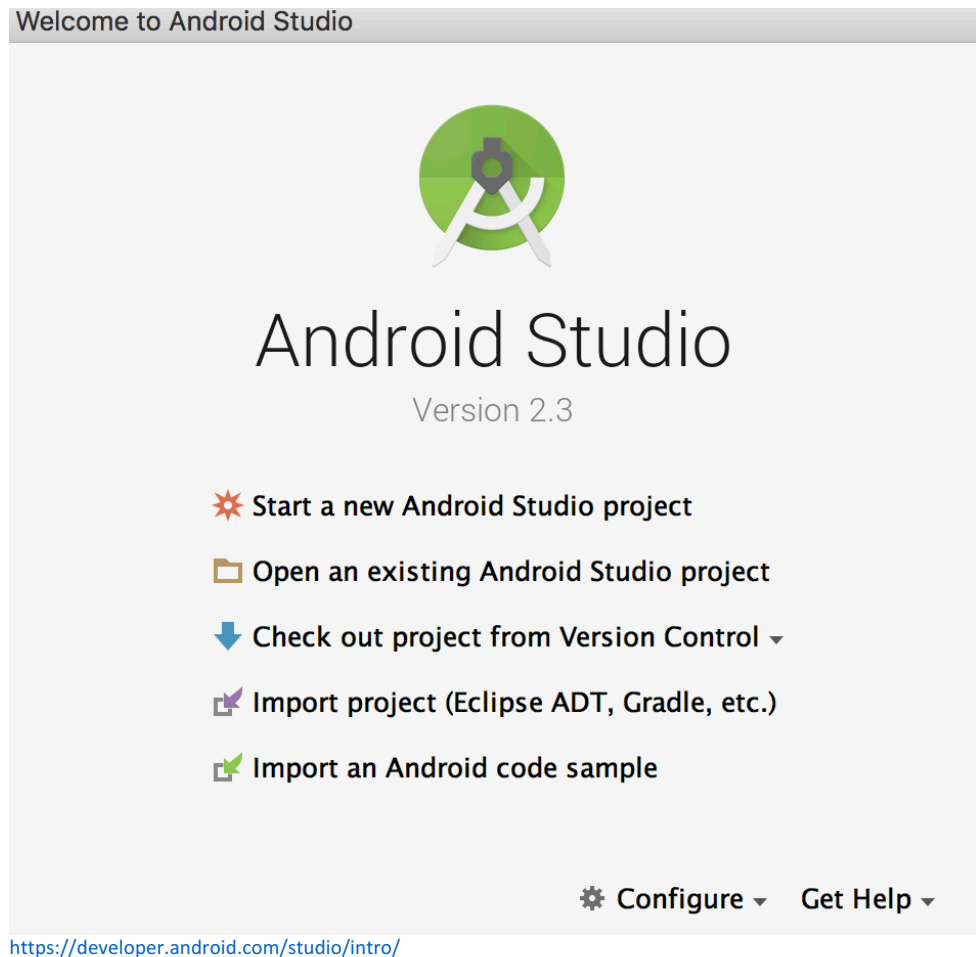 Welcome to Android Studio
Android Studio
Version 2.3
Start a new Android Studio project
Open an existing Android Studio project
Check out project from Version Control
Import project (Eclipse ADT, Gradle, etc.)
Import an Android code sample
Configure Get Help
https://developer.android.com/studio/intro/